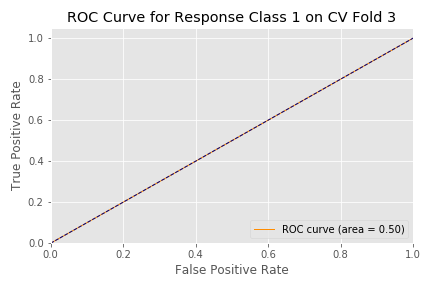 ROC Curve for Response Class 1 on CV Fold 3
True Positive Rate
1.0
0.8
0.6
0.4
0.2
0.0
ROC curve (area = 0.50)
0.0 0.2 0.4 0.6 0.8 1.0
False Positive Rate